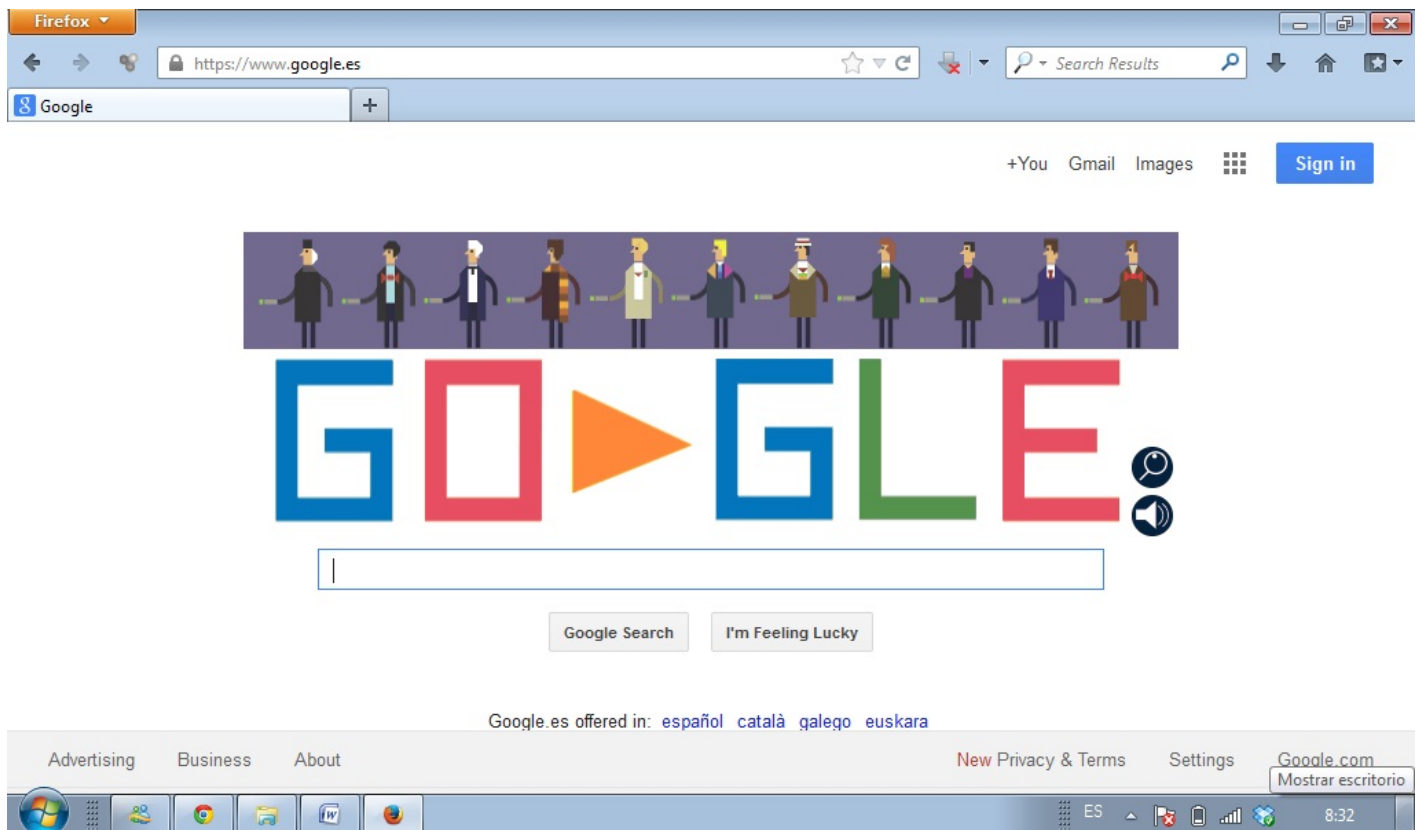 Firefox
https://www.google.es
Search Results
Google
+You Gmail Images Sign in
GO GLE
Google Search I'm Feeling Lucky
Google.es offered in: español català galego euskara
Advertising Business About New Privacy & Terms Settings Google.com
Mostrar escritorio
ES 8:32